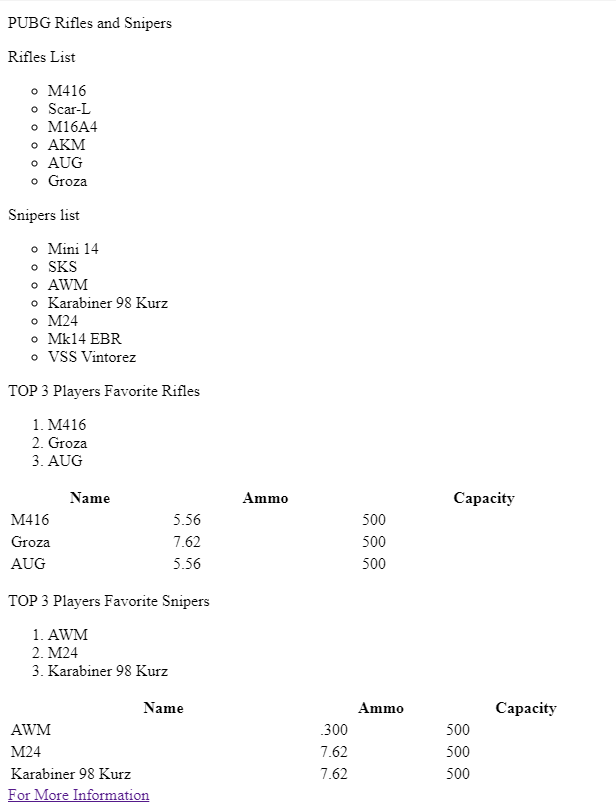 PUBG Rifles and Snipers
Rifles List
M416
Scar-L
M16A4
AKM
AUG
Groza
Snipers list
Mini 14
SKS
AWM
Karabiner 98 Kurz
M24
Mk14 EBR
VSS Vintorez
TOP 3 Players Favorite Rifles
1. M416
2. Groza
3. AUG
Name Ammo Capacity
M416 5.56 500
Groza 7.62 500
AUG 5.56 500
TOP 3 Players Favorite Snipers
1. AWM
2. M24
3. Karabiner 98 Kurz
Name Ammo Capacity
AWM .300 500
M24 7.62 500
Karabiner 98 Kurz 7.62 500
For More Information